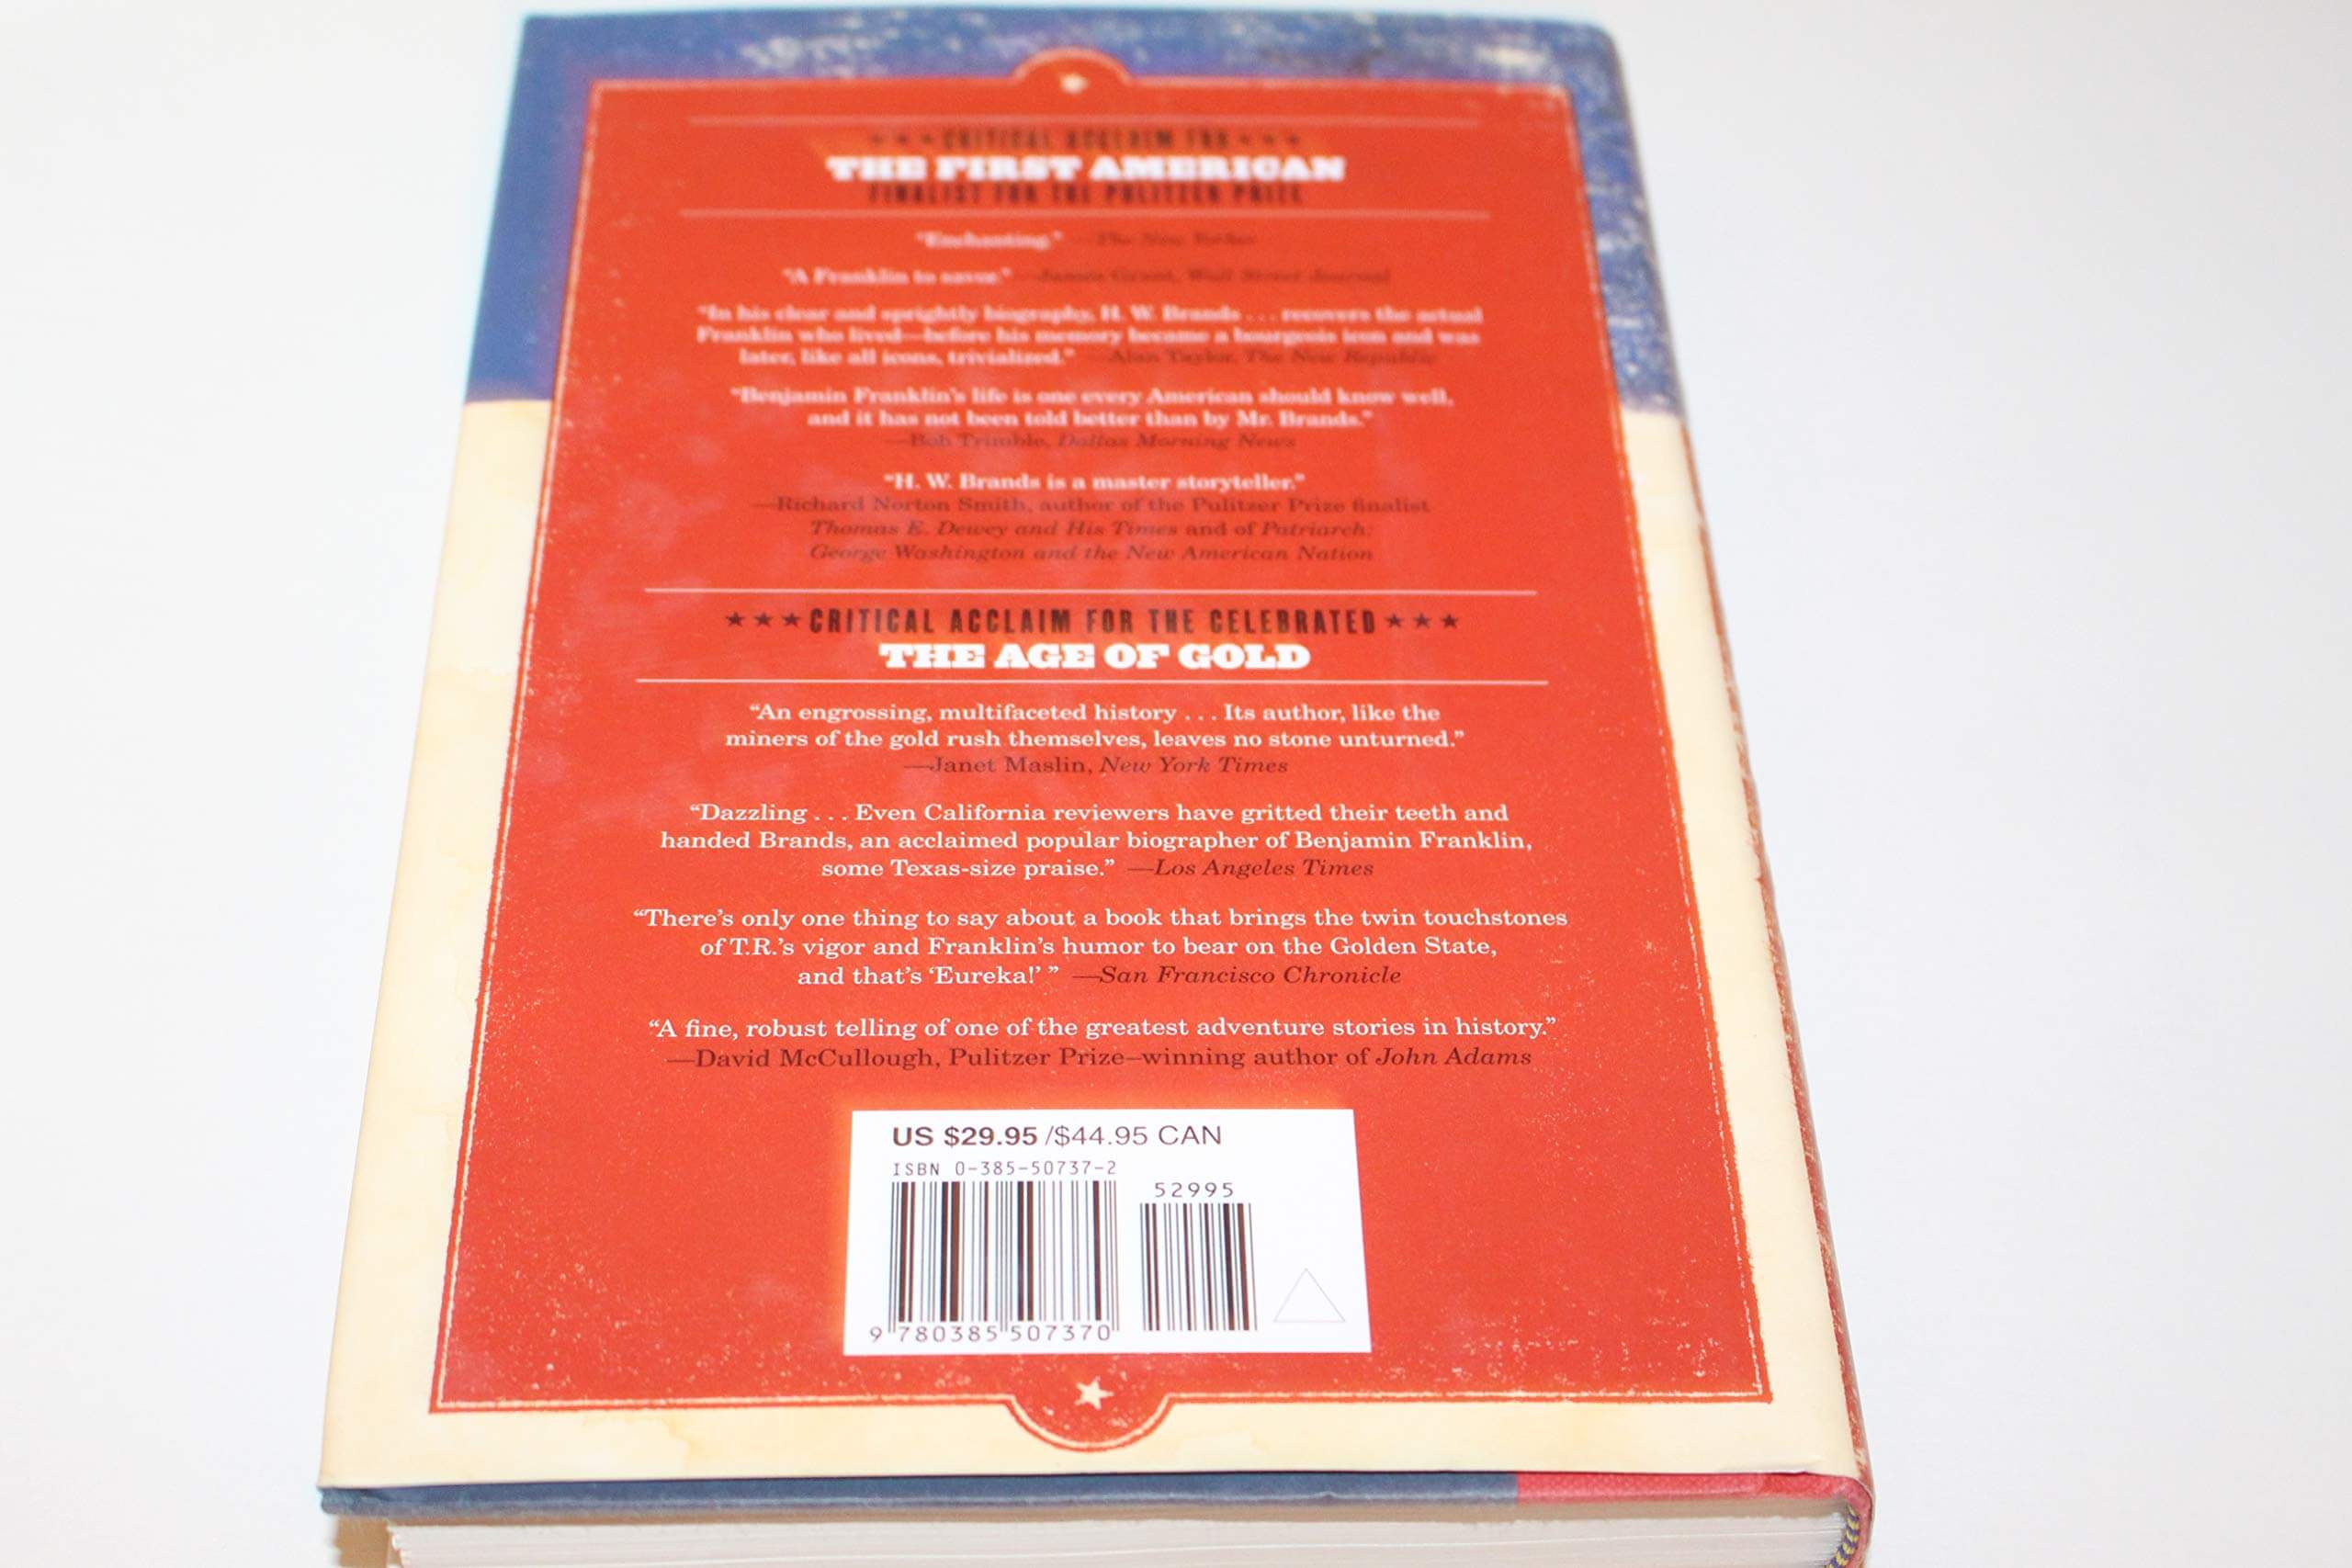 ★ ★ ★ CRITICAL ACCLAIM FOR ★ ★ ★
THE FIRST AMERICAN
FINALIST FOR THE PULITZER PRIZE
"Enchanting." —The New Yorker
"A Franklin to savor." —James Grant, Wall Street Journal
"In his clear and sprightly biography, H. W. Brands . . . recovers the actual
Franklin who lived—before his memory became a bourgeois icon and was
later, like all icons, trivialized." —Alan Taylor, The New Republic
"Benjamin Franklin's life is one every American should know well,
and it has not been told better than by Mr. Brands."
—Bob Trimble, Dallas Morning News
"H. W. Brands is a master storyteller."
—Richard Norton Smith, author of the Pulitzer Prize finalist
Thomas E. Dewey and His Times and of Patriarch:
George Washington and the New American Nation
★ ★ ★ CRITICAL ACCLAIM FOR THE CELEBRATED ★ ★ ★
THE AGE OF GOLD
"An engrossing, multifaceted history . . . Its author, like the
miners of the gold rush themselves, leaves no stone unturned."
—Janet Maslin, New York Times
"Dazzling . . . Even California reviewers have gritted their teeth and
handed Brands, an acclaimed popular biographer of Benjamin Franklin,
some Texas-size praise." —Los Angeles Times
"There's only one thing to say about a book that brings the twin touchstones
of T.R.'s vigor and Franklin's humor to bear on the Golden State,
and that's 'Eureka!' " —San Francisco Chronicle
"A fine, robust telling of one of the greatest adventure stories in history."
—David McCullough, Pulitzer Prize–winning author of John Adams
US $29.95 /$44.95 CAN
ISBN 0-385-50737-2
52995
9 780385 507370